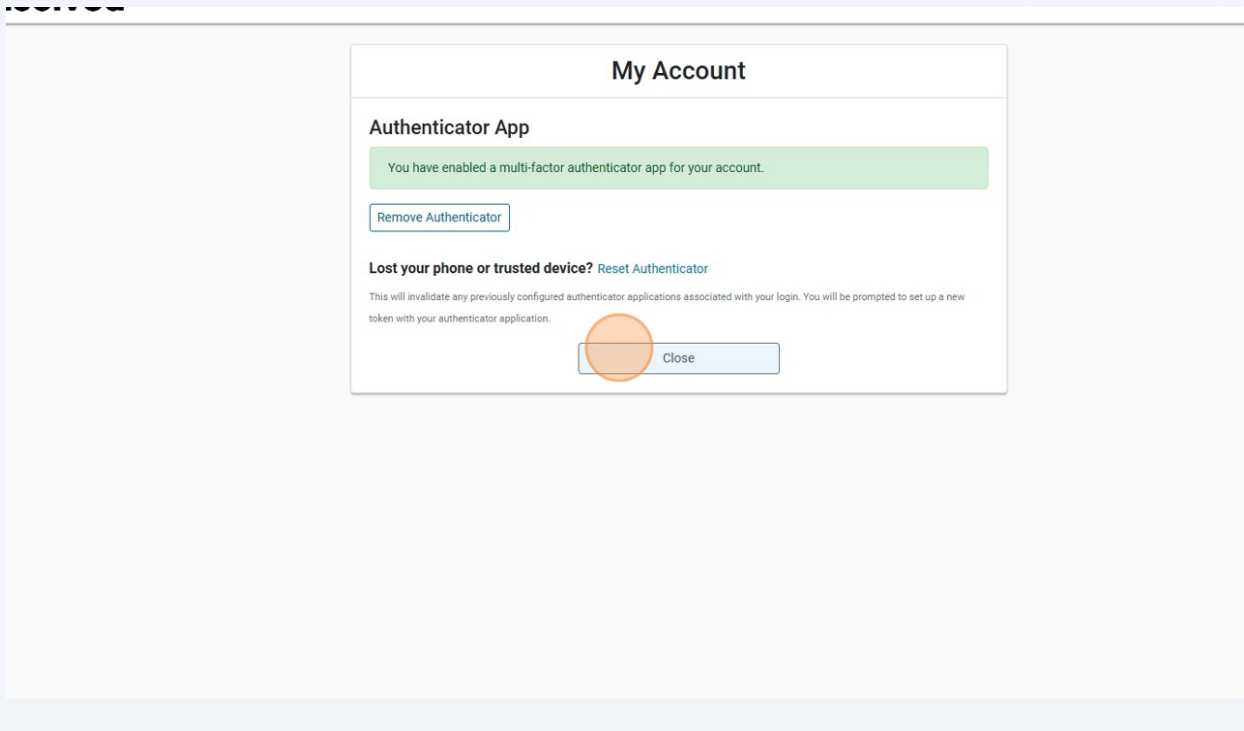 My Account
Authenticator App
You have enabled a multi-factor authenticator app for your account.
Remove Authenticator
Lost your phone or trusted device? Reset Authenticator
This will invalidate any previously configured authenticator applications associated with your login. You will be prompted to set up a new
token with your authenticator application.
Close